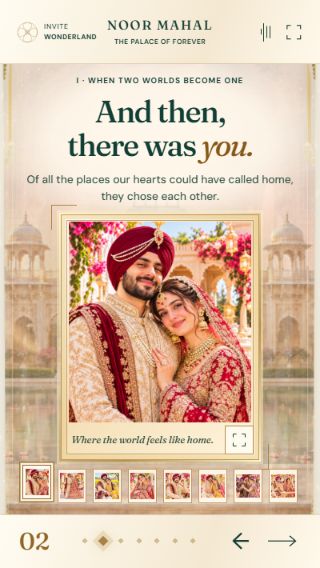 INVITE
WONDERLAND
NOOR MAHAL
THE PALACE OF FOREVER
I · WHEN TWO WORLDS BECOME ONE
And then,
there was you.
Of all the places our hearts could have called home,
they chose each other.
Where the world feels like home.
02